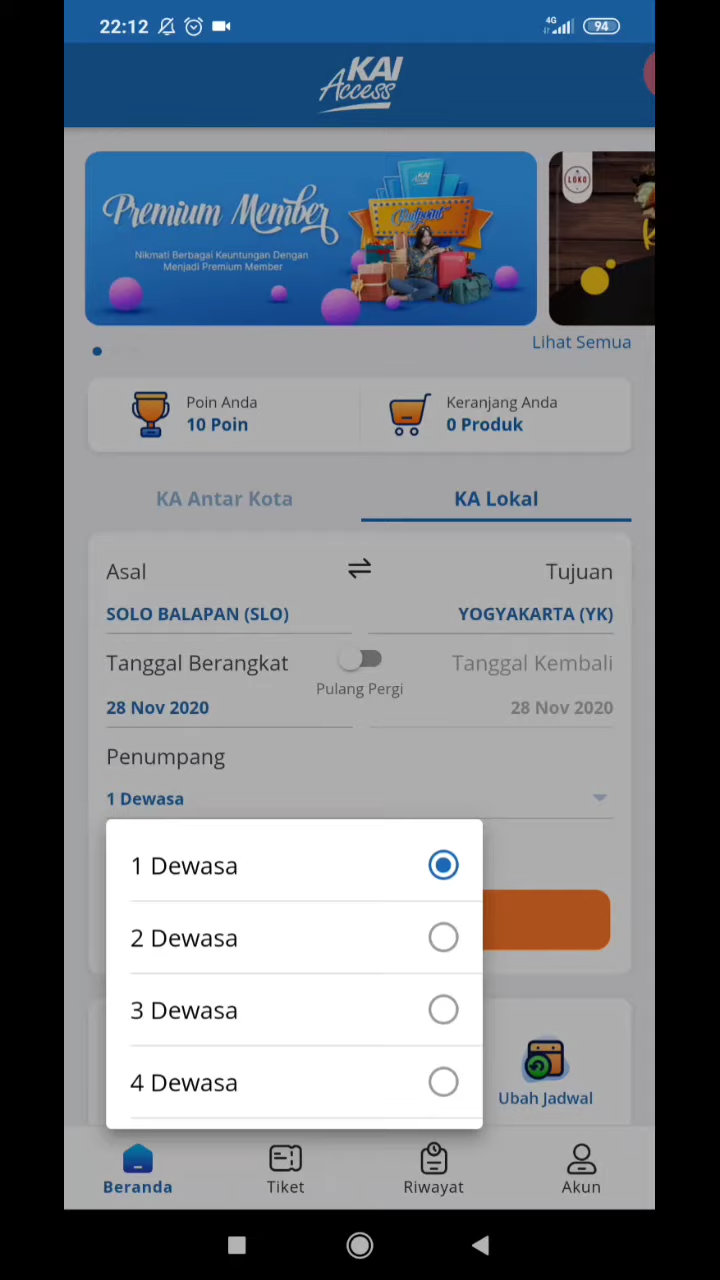 22:12
4G
94
KAI
Access
Premium Member
Nikmati Berbagai Keuntungan Dengan
Menjadi Premium Member
KAI
LOKO
Lihat Semua
Poin Anda
10 Poin
Keranjang Anda
0 Produk
KA Antar Kota
KA Lokal
Asal
Tujuan
SOLO BALAPAN (SLO)
YOGYAKARTA (YK)
Tanggal Berangkat
Tanggal Kembali
Pulang Pergi
28 Nov 2020
28 Nov 2020
Penumpang
1 Dewasa
1 Dewasa
2 Dewasa
3 Dewasa
4 Dewasa
Ubah Jadwal
Beranda
Tiket
Riwayat
Akun